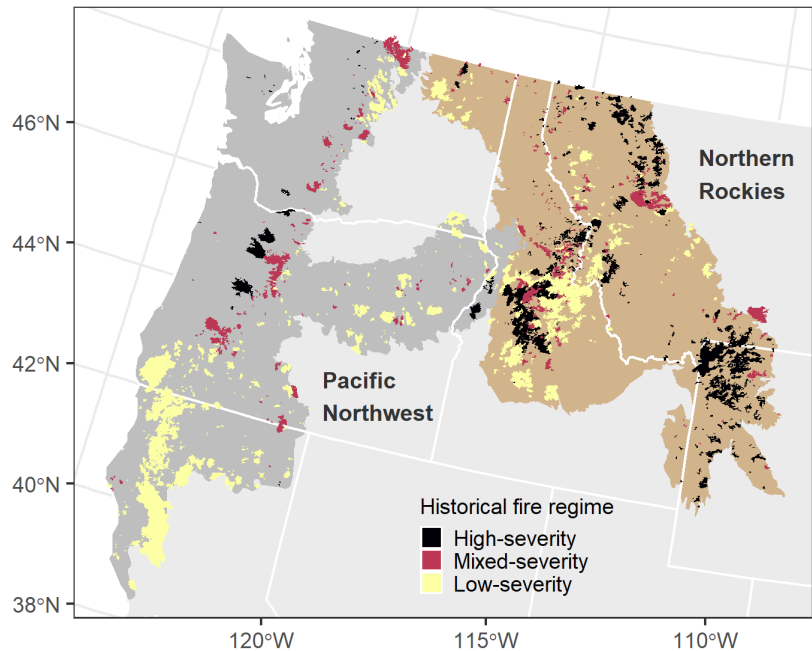 46°N
44°N
42°N
40°N
38°N
Northern
Rockies
Pacific
Northwest
Historical fire regime
High-severity
Mixed-severity
Low-severity
120°W
115°W
110°W